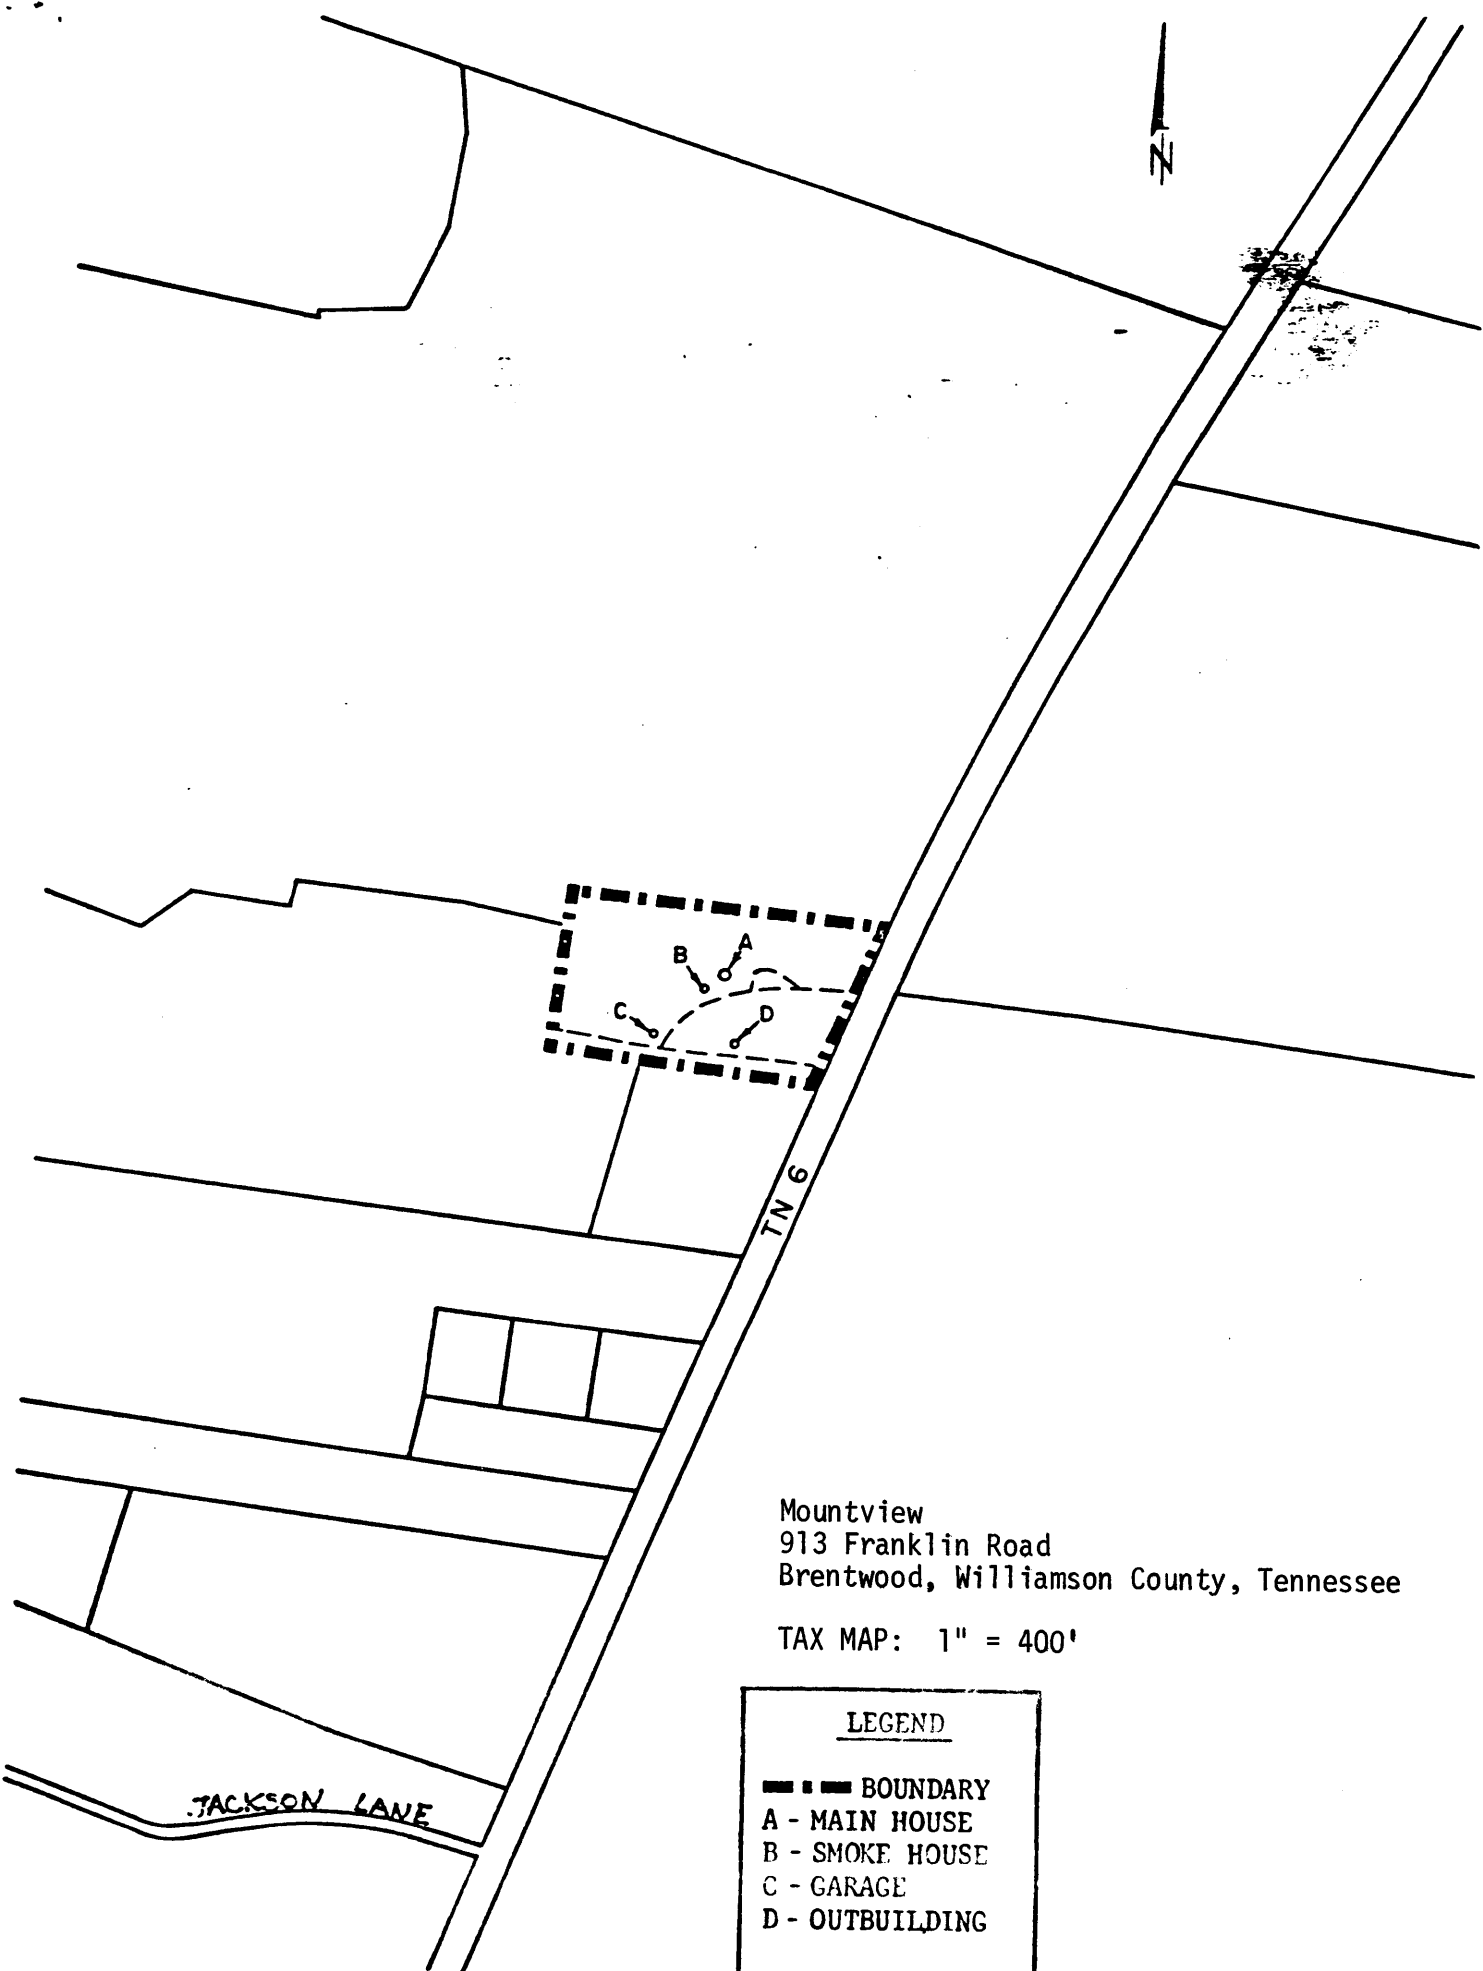 N
A
B
C
D
TN 6
Mountview
913 Franklin Road
Brentwood, Williamson County, Tennessee
TAX MAP: 1" = 400'
JACKSON LANE
LEGEND
BOUNDARY
A - MAIN HOUSE
B - SMOKE HOUSE
C - GARAGE
D - OUTBUILDING